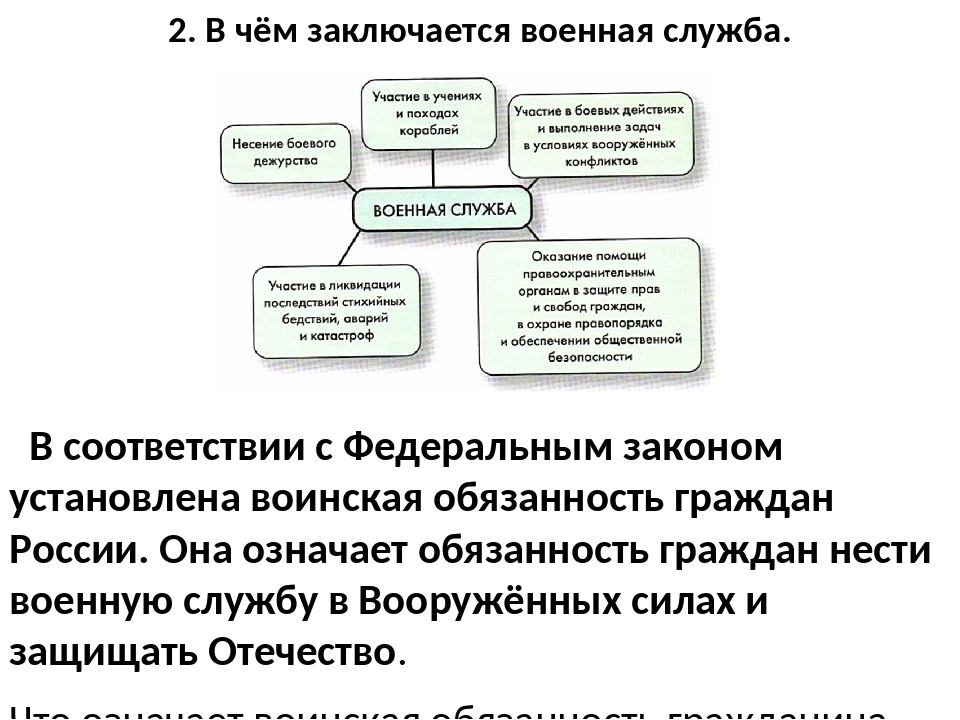 2. В чём заключается военная служба.
Участие в учениях
и походах
кораблей
Участие в боевых действиях
и выполнение задач
в условиях вооружённых
конфликтов
Несение боевого
дежурства
ВОЕННАЯ СЛУЖБА
Участие в ликвидации
последствий стихийных
бедствий, аварий
и катастроф
Оказание помощи
правоохранительным
органам в защите прав
и свобод граждан,
в охране правопорядка
и обеспечении общественной
безопасности
В соответствии с Федеральным законом
установлена воинская обязанность граждан
России. Она означает обязанность граждан нести
военную службу в Вооружённых силах и
защищать Отечество.
Что означает воинская обязанность гражданина